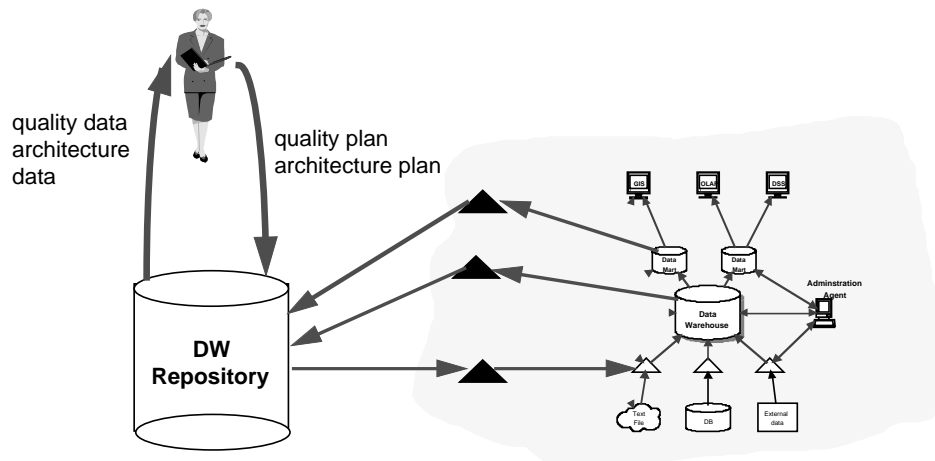 quality data
architecture
data
quality plan
architecture plan
GIS
OLAP
DSS
Data
Mart
Data
Mart
Adminstration
Agent
Data
Warehouse
DW
Repository
Text
File
DB
External
data